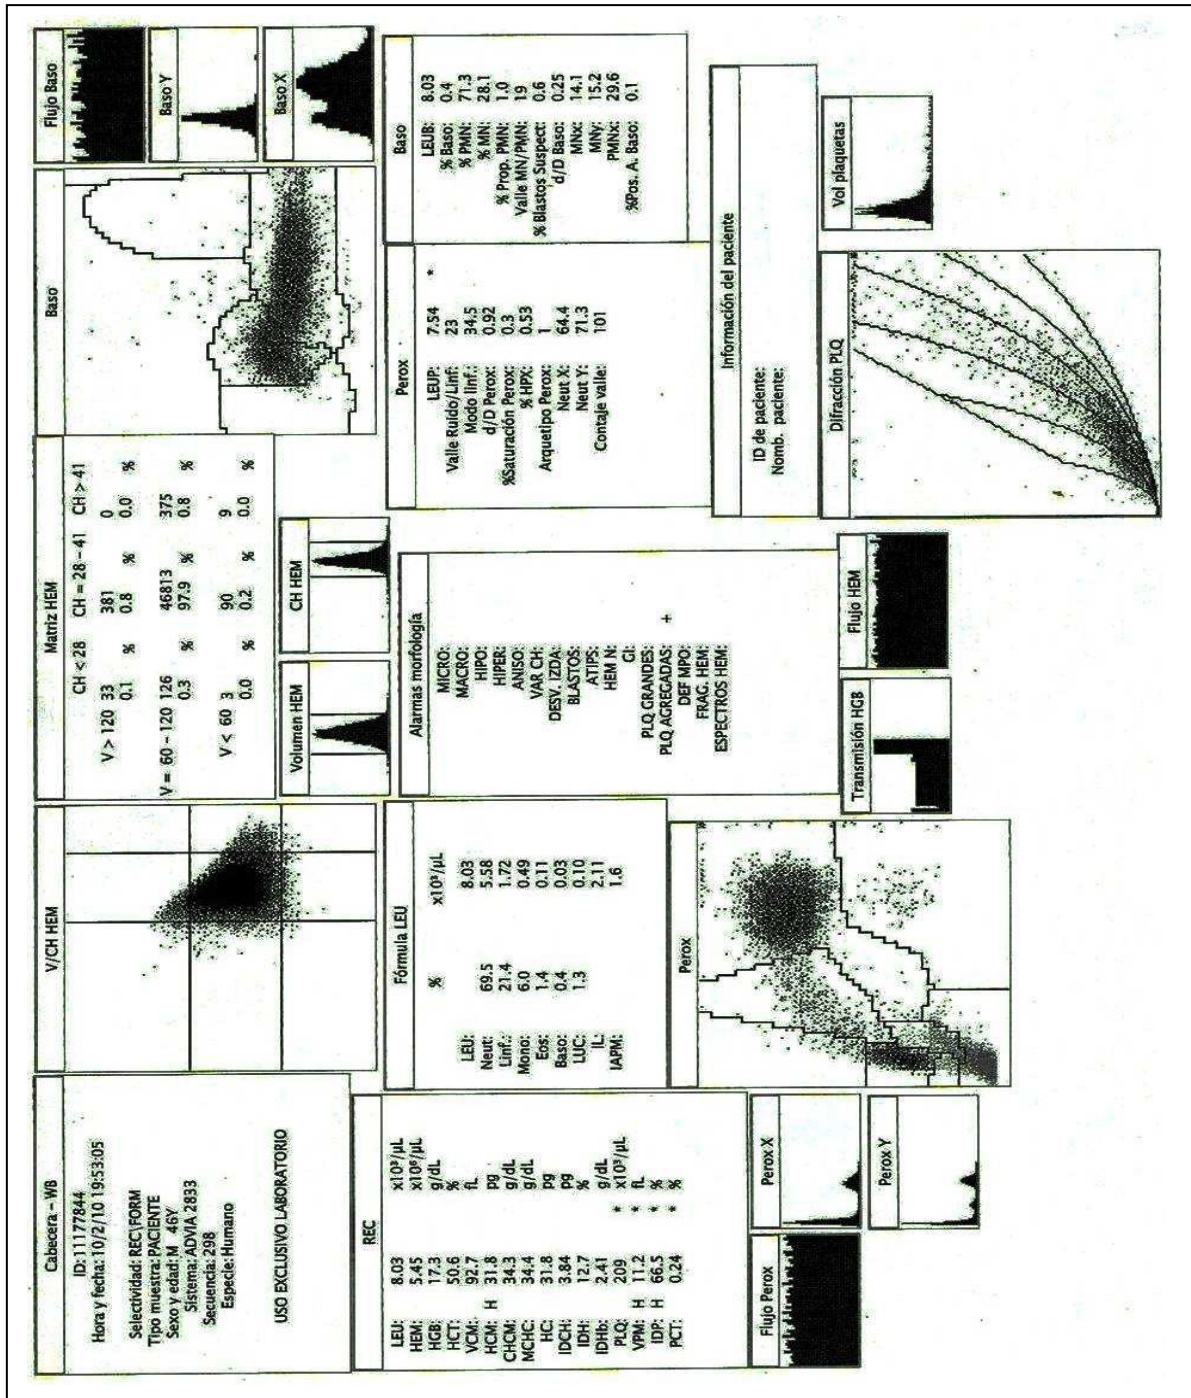 Cabecera – WB
ID: 11177844
Hora y fecha: 10/2/10 19:53:05
Selectividad: REC\FORM
Tipo muestra: PACIENTE
Sexo y edad: M 46Y
Sistema: ADVIA 2833
Secuencia: 298
Especie: Humano
USO EXCLUSIVO LABORATORIO
V/CH HEM
Matriz HEM
CH < 28 CH = 28 – 41 CH > 41
V > 120 33 381 0
0.1 % 0.8 % 0.0 %
V = 60 – 120 126 46813 375
0.3 % 97.9 % 0.8 %
V < 60 3 90 9
0.0 % 0.2 % 0.0 %
Volumen HEM
CH HEM
Baso
Flujo Baso
Baso Y
Baso X
REC
LEU: 8.03 x10³/µL
HEM: 5.45 x10⁶/µL
HGB: 17.3 g/dL
HCT: 50.6 %
VCM: 92.7 fL
HCM: H 31.8 pg
CHCM: 34.3 g/dL
MCHC: 34.4 g/dL
HC: 31.8 pg
IDCH: 3.84 pg
IDH: 12.7 %
IDHb: 2.41 g/dL
PLQ: 209 * x10³/µL
VPM: H 11.2 * fL
IDP: H 66.5 * %
PCT: 0.24 * %
Fórmula LEU
% x10³/µL
LEU: 8.03
Neut: 69.5 5.58
Linf.: 21.4 1.72
Mono: 6.0 0.49
Eos: 1.4 0.11
Baso: 0.4 0.03
LUC: 1.3 0.10
IL: 2.11
IAPM: 1.6
Alarmas morfología
MICRO:
MACRO:
HIPO:
HIPER:
ANISO:
VAR CH:
DESV. IZDA:
BLASTOS:
ATIPS:
HEM N:
GI:
PLQ GRANDES:
PLQ AGREGADAS: +
DEF MPO:
FRAG. HEM:
ESPECTROS HEM:
Perox
LEUP: 7.54 *
Valle Ruido/Linf: 23
Modo linf.: 34.5
d/D Perox: 0.92
%Saturación Perox: 0.3
% HPX: 0.53
Arquetipo Perox: 1
Neut X: 64.4
Neut Y: 71.3
Contaje valle: 101
Baso
LEUB: 8.03
% Baso: 0.4
% PMN: 71.3
% MN: 28.1
% Prop. PMN: 1.0
Valle MN/PMN: 19
% Blastos Suspect: 0.6
d/D Baso: 0.25
MNx: 14.1
MNy: 15.2
PMNx: 29.6
%Pos. A. Baso: 0.1
Flujo Perox
Perox X
Perox Y
Perox
Transmisión HGB
Flujo HEM
Información del paciente
ID de paciente:
Nomb. paciente:
Difracción PLQ
Vol plaquetas